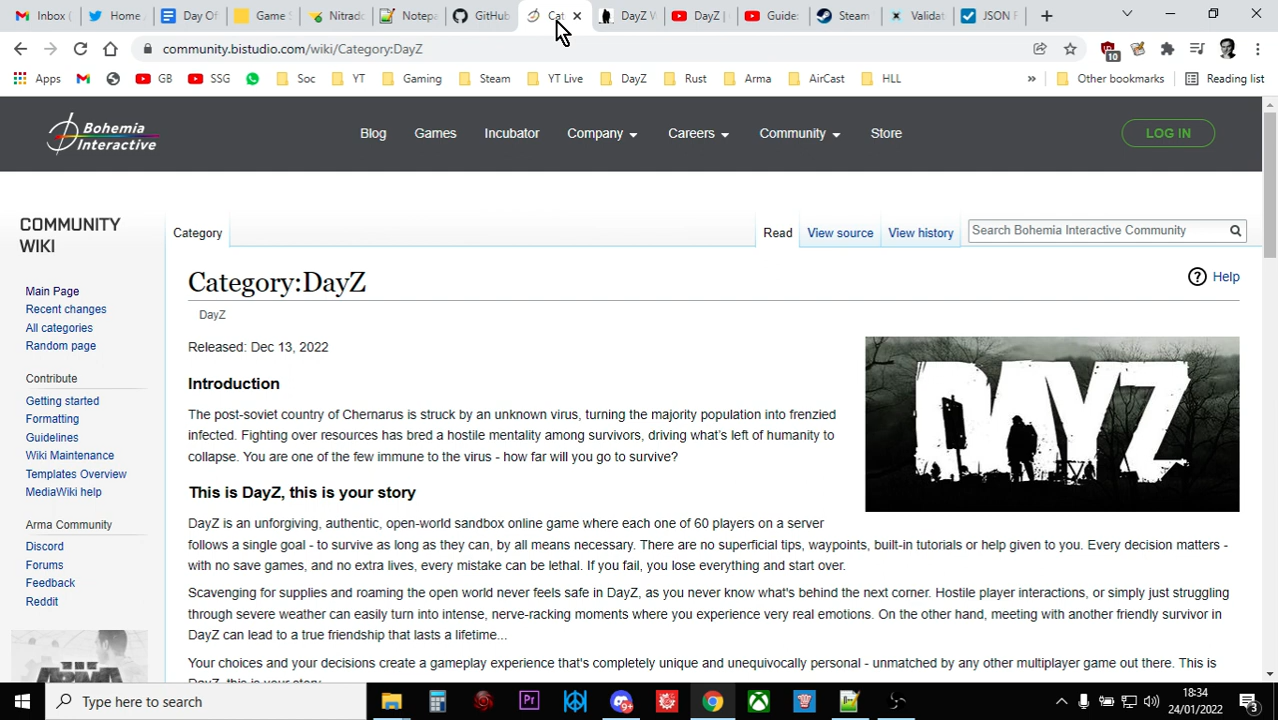 Inbox (
Home /
Day Of
Game S
Nitrado
Notepa
GitHub
Cat
DayZ W
DayZ |
Guide:
Steam
Validat
JSON F
community.bistudio.com/wiki/Category:DayZ
10
Apps
GB
SSG
Soc
YT
Gaming
Steam
YT Live
DayZ
Rust
Arma
AirCast
HLL
»
Other bookmarks
Reading list
Bohemia
Interactive
Blog
Games
Incubator
Company
Careers
Community
Store
LOG IN
COMMUNITY
WIKI
Category
Read
View source
View history
Search Bohemia Interactive Community
Main Page
Recent changes
All categories
Random page
Contribute
Getting started
Formatting
Guidelines
Wiki Maintenance
Templates Overview
MediaWiki help
Arma Community
Discord
Forums
Feedback
Reddit
Category:DayZ
Help
DayZ
Released: Dec 13, 2022
DAYZ
Introduction
The post-soviet country of Chernarus is struck by an unknown virus, turning the majority population into frenzied
infected. Fighting over resources has bred a hostile mentality among survivors, driving what's left of humanity to
collapse. You are one of the few immune to the virus - how far will you go to survive?
This is DayZ, this is your story
DayZ is an unforgiving, authentic, open-world sandbox online game where each one of 60 players on a server
follows a single goal - to survive as long as they can, by all means necessary. There are no superficial tips, waypoints, built-in tutorials or help given to you. Every decision matters -
with no save games, and no extra lives, every mistake can be lethal. If you fail, you lose everything and start over.
Scavenging for supplies and roaming the open world never feels safe in DayZ, as you never know what's behind the next corner. Hostile player interactions, or simply just struggling
through severe weather can easily turn into intense, nerve-racking moments where you experience very real emotions. On the other hand, meeting with another friendly survivor in
DayZ can lead to a true friendship that lasts a lifetime...
Your choices and your decisions create a gameplay experience that's completely unique and unequivocally personal - unmatched by any other multiplayer game out there. This is
DayZ, this is your story
Type here to search
Pr
9+
18:34
24/01/2022
3